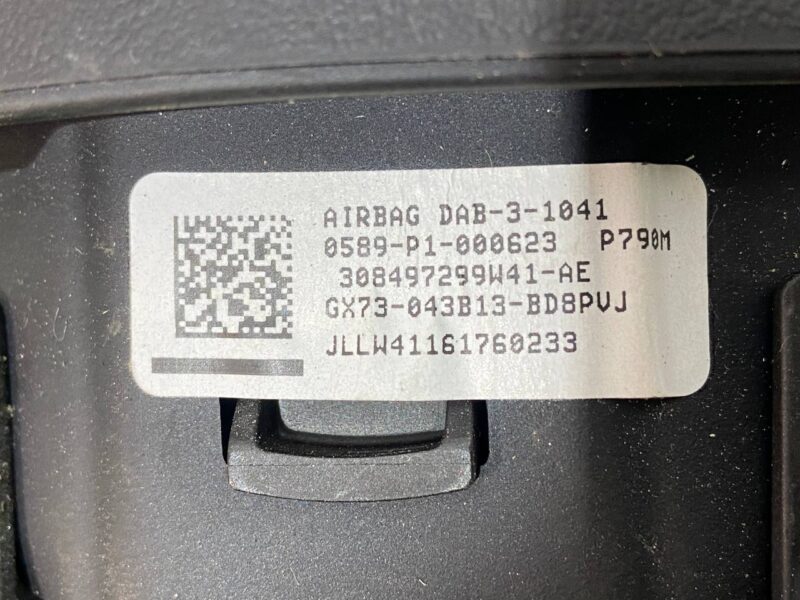 AIRBAG DAB-3-1041
0589-P1-000623 P790M
308497299W41-AE
GX73-043B13-BD8PVJ
JLLW41161760233